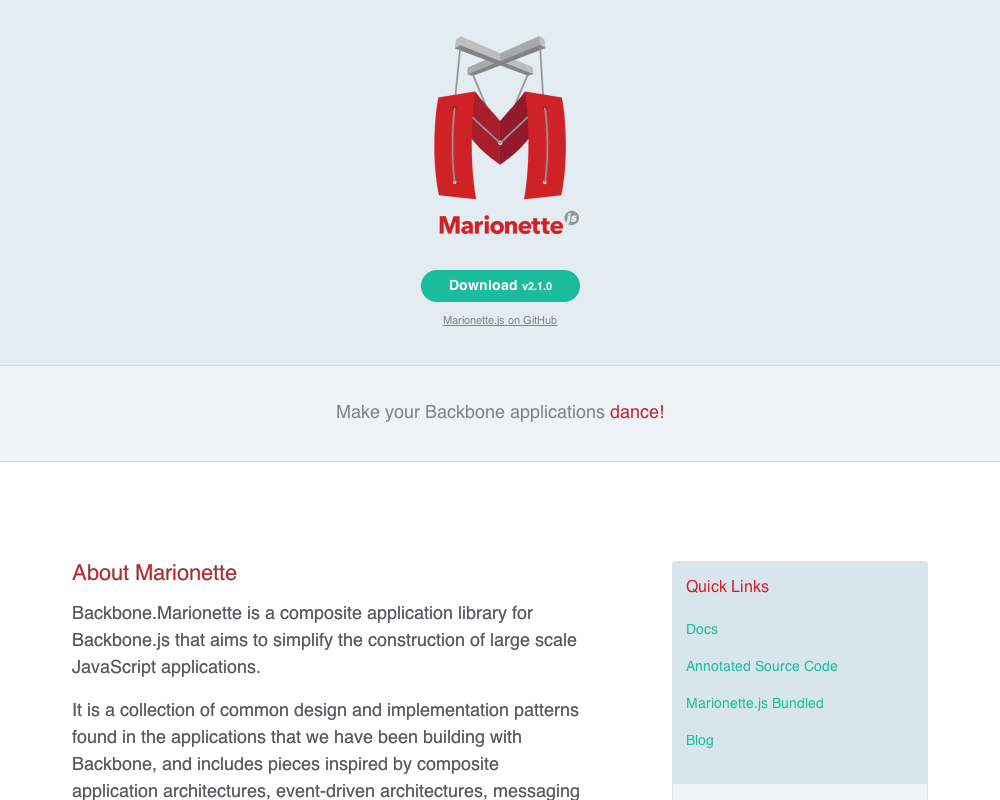 Marionette js
Download v2.1.0
Marionette.js on GitHub
Make your Backbone applications dance!
About Marionette
Backbone.Marionette is a composite application library for
Backbone.js that aims to simplify the construction of large scale
JavaScript applications.
It is a collection of common design and implementation patterns
found in the applications that we have been building with
Backbone, and includes pieces inspired by composite
application architectures, event-driven architectures, messaging
Quick Links
Docs
Annotated Source Code
Marionette.js Bundled
Blog